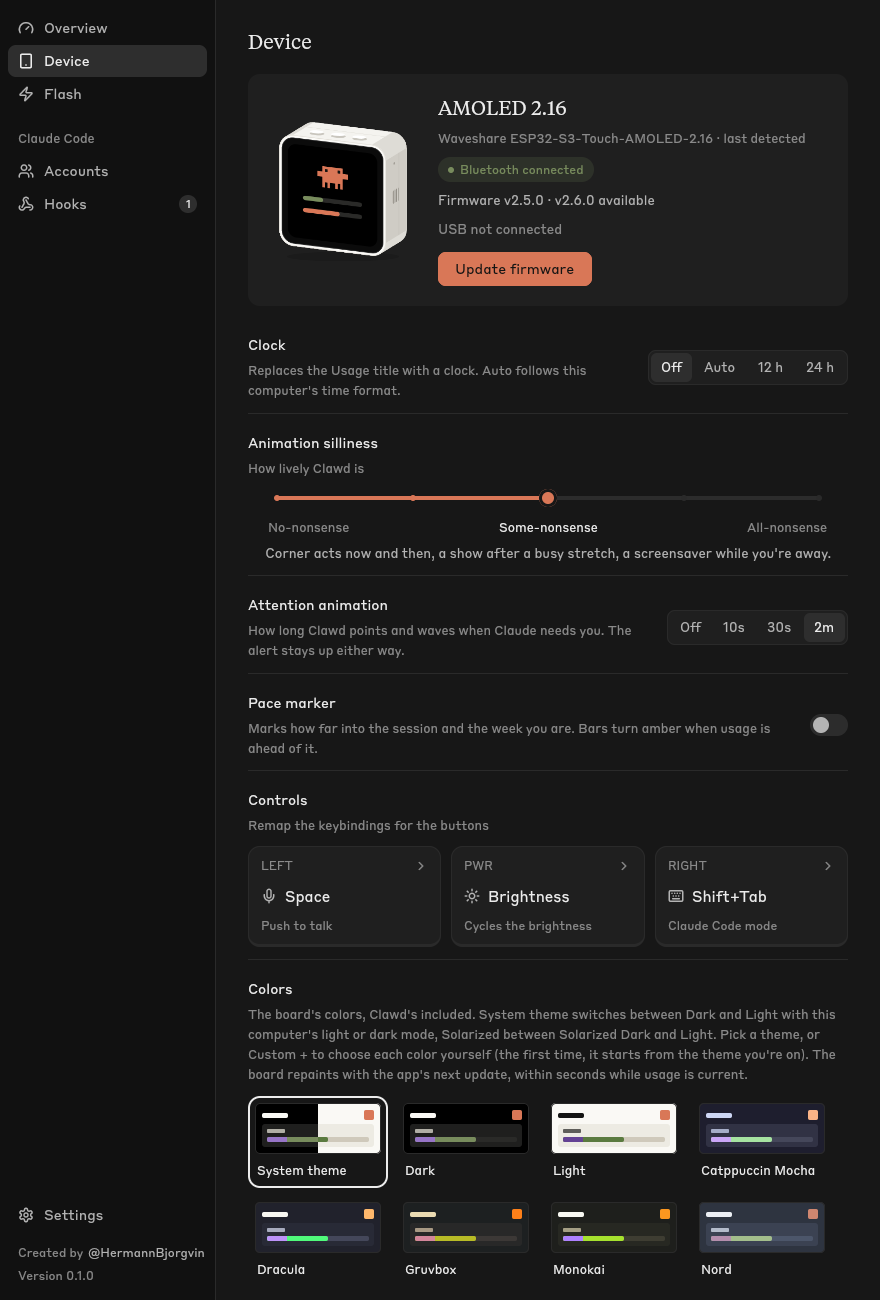 Overview
Device
Flash
Claude Code
Accounts
Hooks
1
Settings
Created by @HermannBjorgvin
Version 0.1.0
Device
AMOLED 2.16
Waveshare ESP32-S3-Touch-AMOLED-2.16 · last detected
Bluetooth connected
Firmware v2.5.0 · v2.6.0 available
USB not connected
Update firmware
Clock
Replaces the Usage title with a clock. Auto follows this
computer's time format.
Off Auto 12 h 24 h
Animation silliness
How lively Clawd is
No-nonsense Some-nonsense All-nonsense
Corner acts now and then, a show after a busy stretch, a screensaver while you're away.
Attention animation
How long Clawd points and waves when Claude needs you. The
alert stays up either way.
Off 10s 30s 2m
Pace marker
Marks how far into the session and the week you are. Bars turn amber when usage is
ahead of it.
Controls
Remap the keybindings for the buttons
LEFT
Space
Push to talk
PWR
Brightness
Cycles the brightness
RIGHT
Shift+Tab
Claude Code mode
Colors
The board's colors, Clawd's included. System theme switches between Dark and Light with this
computer's light or dark mode, Solarized between Solarized Dark and Light. Pick a theme, or
Custom + to choose each color yourself (the first time, it starts from the theme you're on). The
board repaints with the app's next update, within seconds while usage is current.
System theme Dark Light Catppuccin Mocha
Dracula Gruvbox Monokai Nord